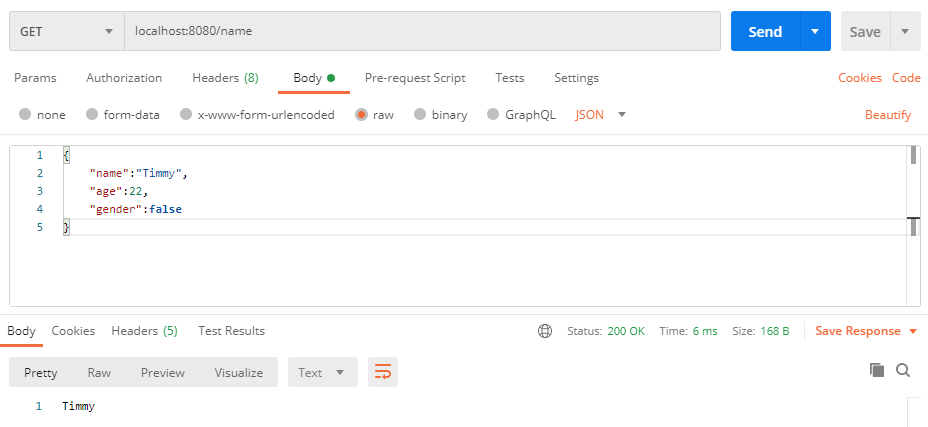 GET localhost:8080/name Send Save
Params Authorization Headers (8) Body Pre-request Script Tests Settings Cookies Code
none form-data x-www-form-urlencoded raw binary GraphQL JSON Beautify
1 {
2 "name":"Timmy",
3 "age":22,
4 "gender":false
5 }
Body Cookies Headers (5) Test Results Status: 200 OK Time: 6 ms Size: 168 B Save Response
Pretty Raw Preview Visualize Text
1 Timmy